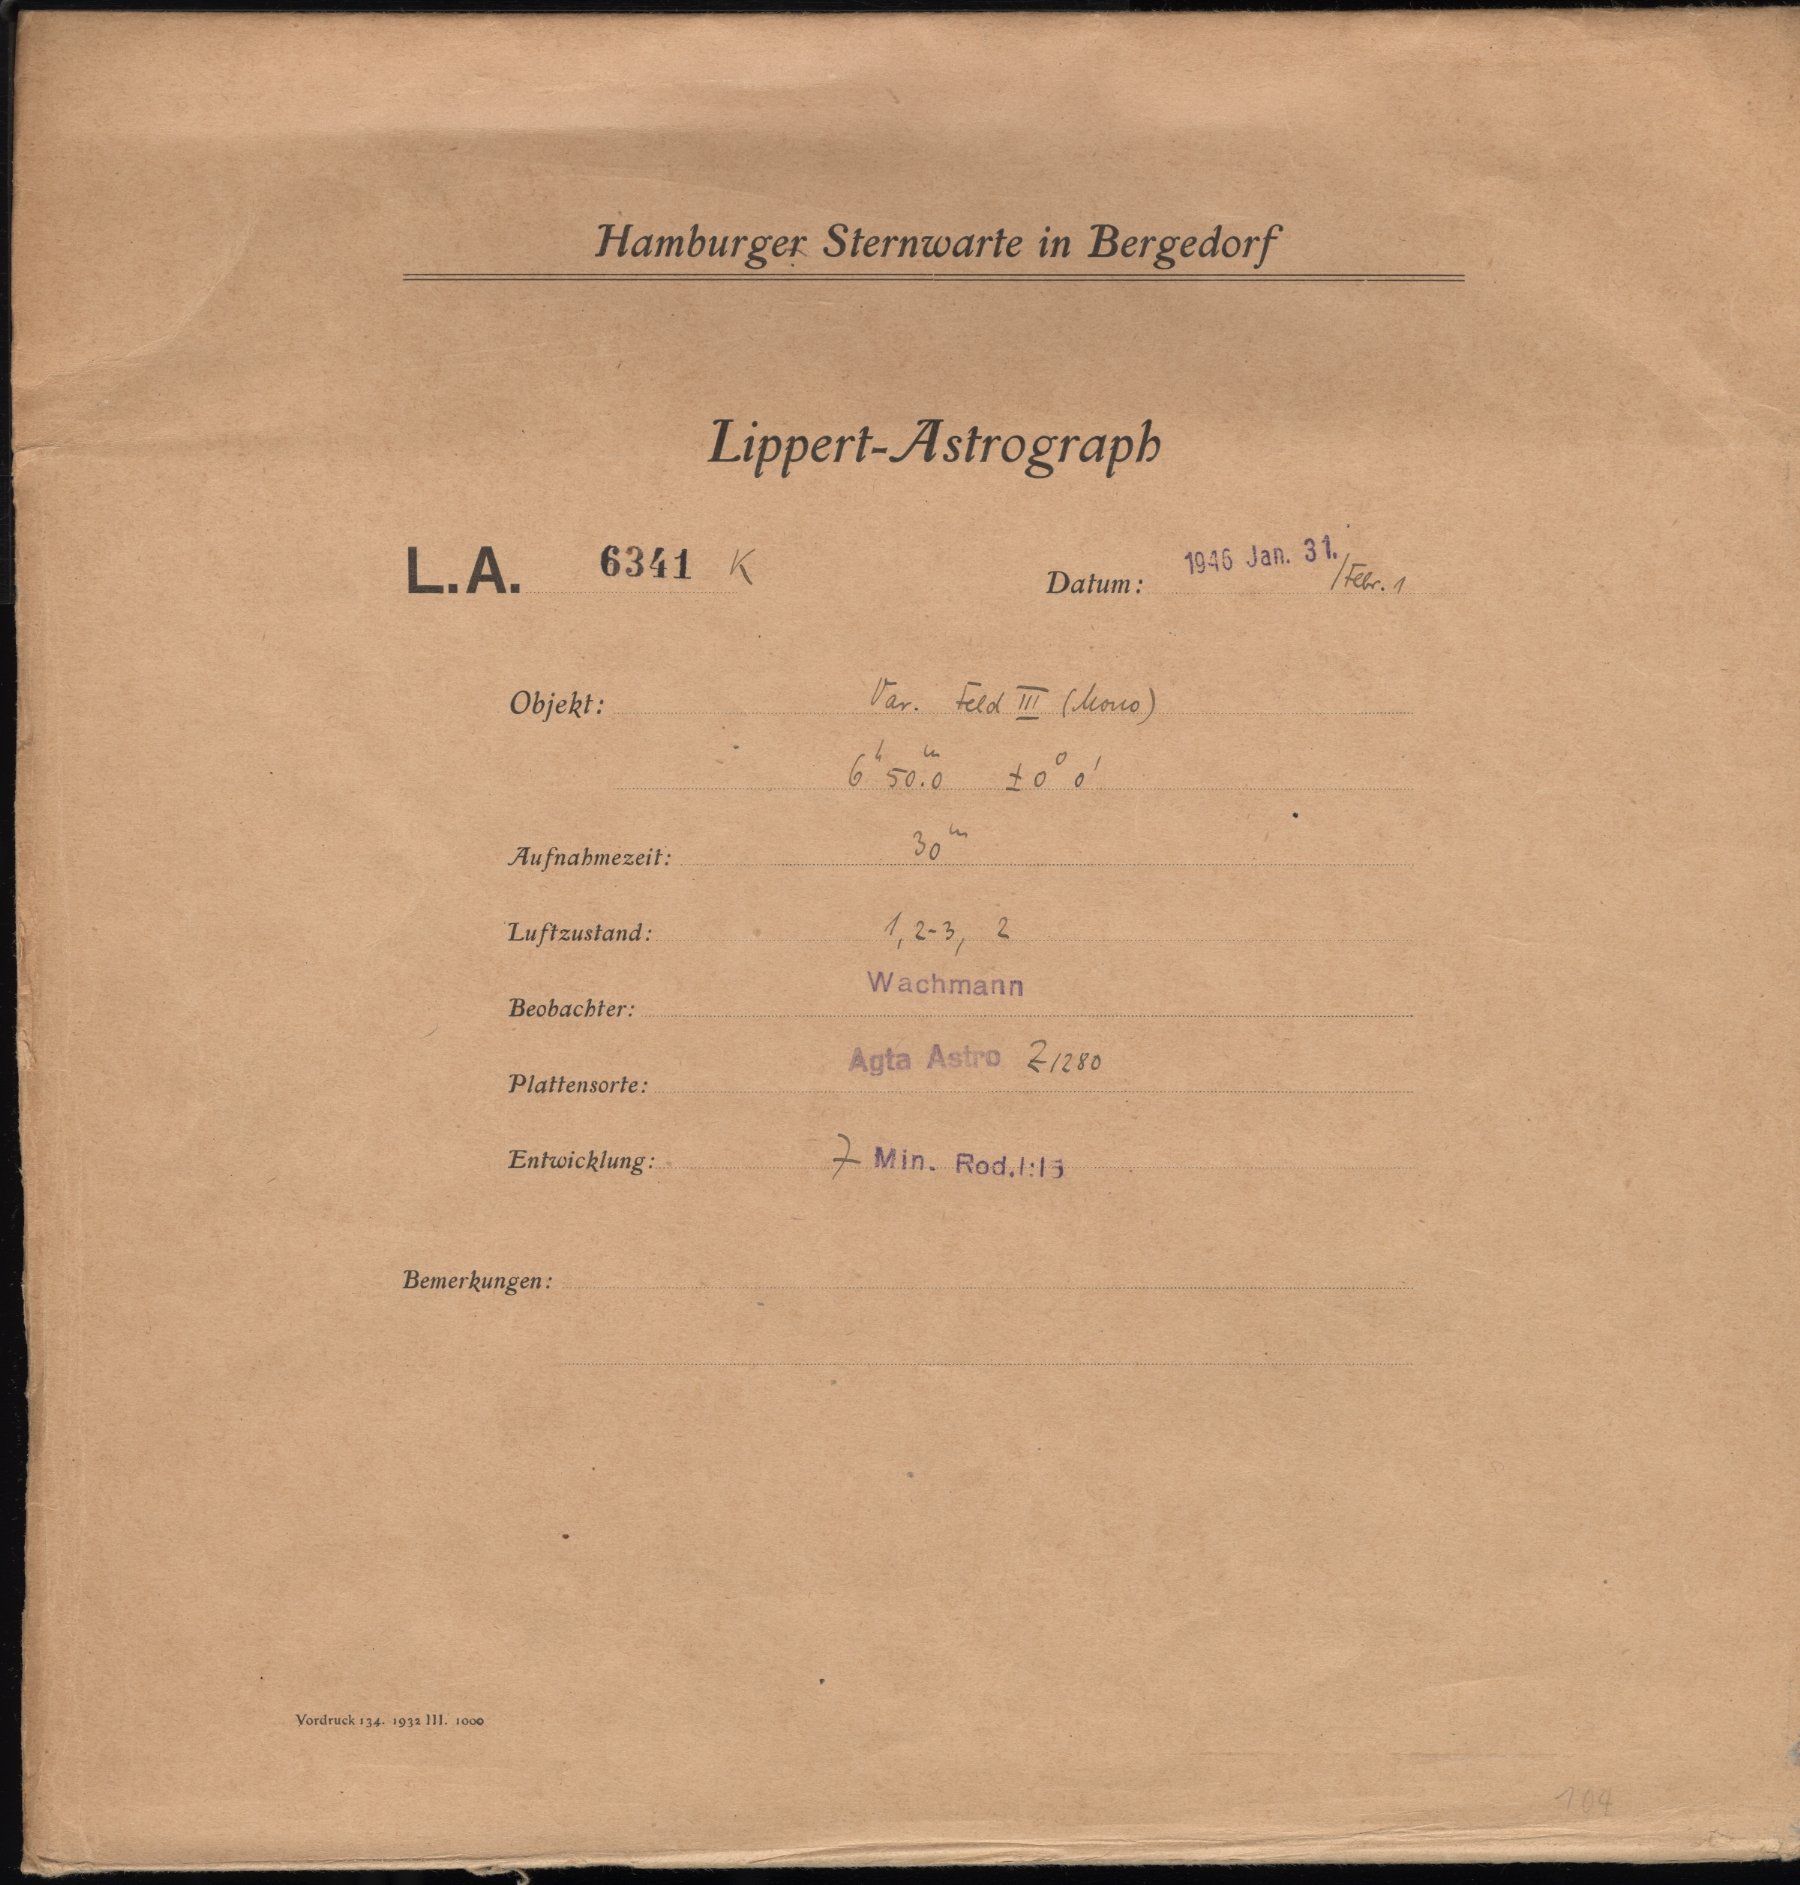 Hamburger Sternwarte in Bergedorf
Lippert-Astrograph
L.A. 6341 K Datum: 1946 Jan. 31./Febr. 1
Objekt: Var. Feld III (Mono)
6ʰ 50.ᵐ0 ±0° 0'
Aufnahmezeit: 30ᵐ
Luftzustand: 1, 2-3, 2
Wachmann
Beobachter:
Agfa Astro Z1280
Plattensorte:
Entwicklung: 7 Min. Rod.1:15
Bemerkungen:
Vordruck 134. 1932 III. 1000
104